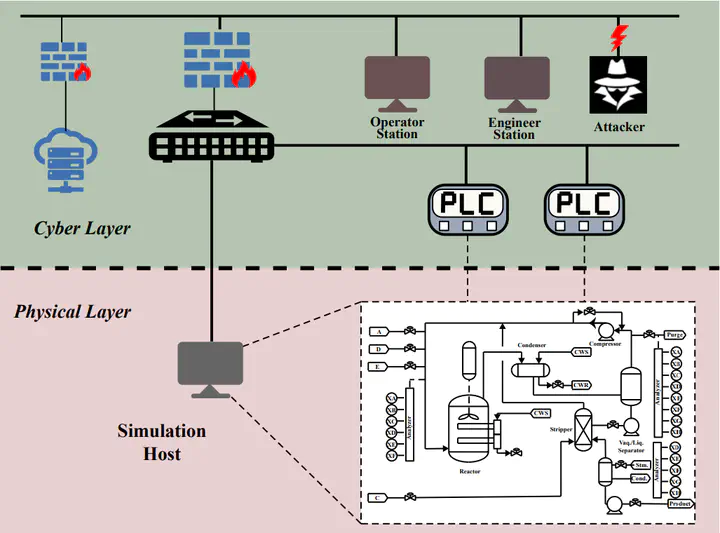 Operator
Station
Engineer
Station
Attacker
PLC
PLC
Cyber Layer
Physical Layer
Simulation
Host
A
D
E
C
Condenser
Compressor
Purge
CWS
CWR
CWS
Reactor
Stripper
Vap./Liq.
Separator
Analyzer
XA
XB
XC
XD
XE
XF
Analyzer
XA
XB
XC
XD
XE
XF
XG
XH
Analyzer
XD
XE
XF
XG
XH
Stm.
Cond.
Product